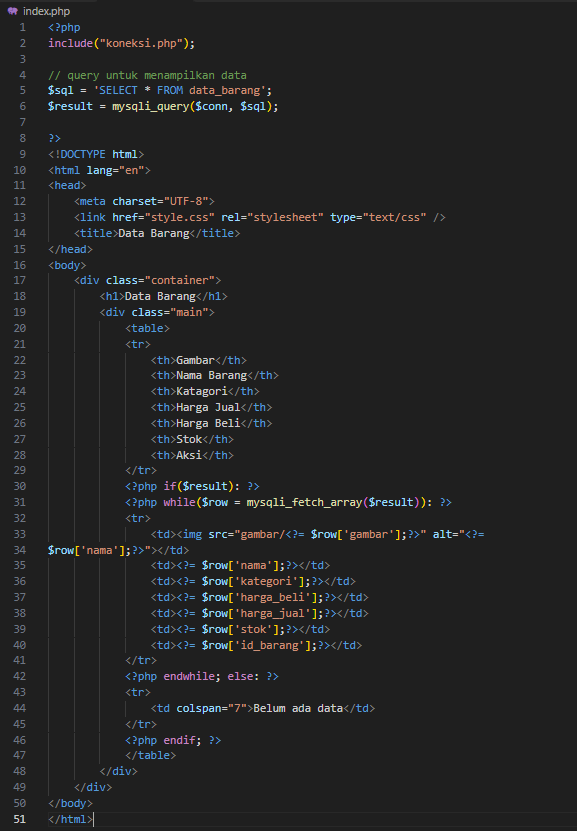 index.php
1 <?php
2 include("koneksi.php");
3
4 // query untuk menampilkan data
5 $sql = 'SELECT * FROM data_barang';
6 $result = mysqli_query($conn, $sql);
7
8 ?>
9 <!DOCTYPE html>
10 <html lang="en">
11 <head>
12     <meta charset="UTF-8">
13     <link href="style.css" rel="stylesheet" type="text/css" />
14     <title>Data Barang</title>
15 </head>
16 <body>
17     <div class="container">
18         <h1>Data Barang</h1>
19         <div class="main">
20             <table>
21             <tr>
22                 <th>Gambar</th>
23                 <th>Nama Barang</th>
24                 <th>Katagori</th>
25                 <th>Harga Jual</th>
26                 <th>Harga Beli</th>
27                 <th>Stok</th>
28                 <th>Aksi</th>
29             </tr>
30             <?php if($result): ?>
31             <?php while($row = mysqli_fetch_array($result)): ?>
32             <tr>
33                 <td><img src="gambar/<?= $row['gambar'];?>" alt="<?=
34 $row['nama'];?>"></td>
35                 <td><?= $row['nama'];?></td>
36                 <td><?= $row['kategori'];?></td>
37                 <td><?= $row['harga_beli'];?></td>
38                 <td><?= $row['harga_jual'];?></td>
39                 <td><?= $row['stok'];?></td>
40                 <td><?= $row['id_barang'];?></td>
41             </tr>
42             <?php endwhile; else: ?>
43             <tr>
44                 <td colspan="7">Belum ada data</td>
45             </tr>
46             <?php endif; ?>
47             </table>
48         </div>
49     </div>
50 </body>
51 </html>